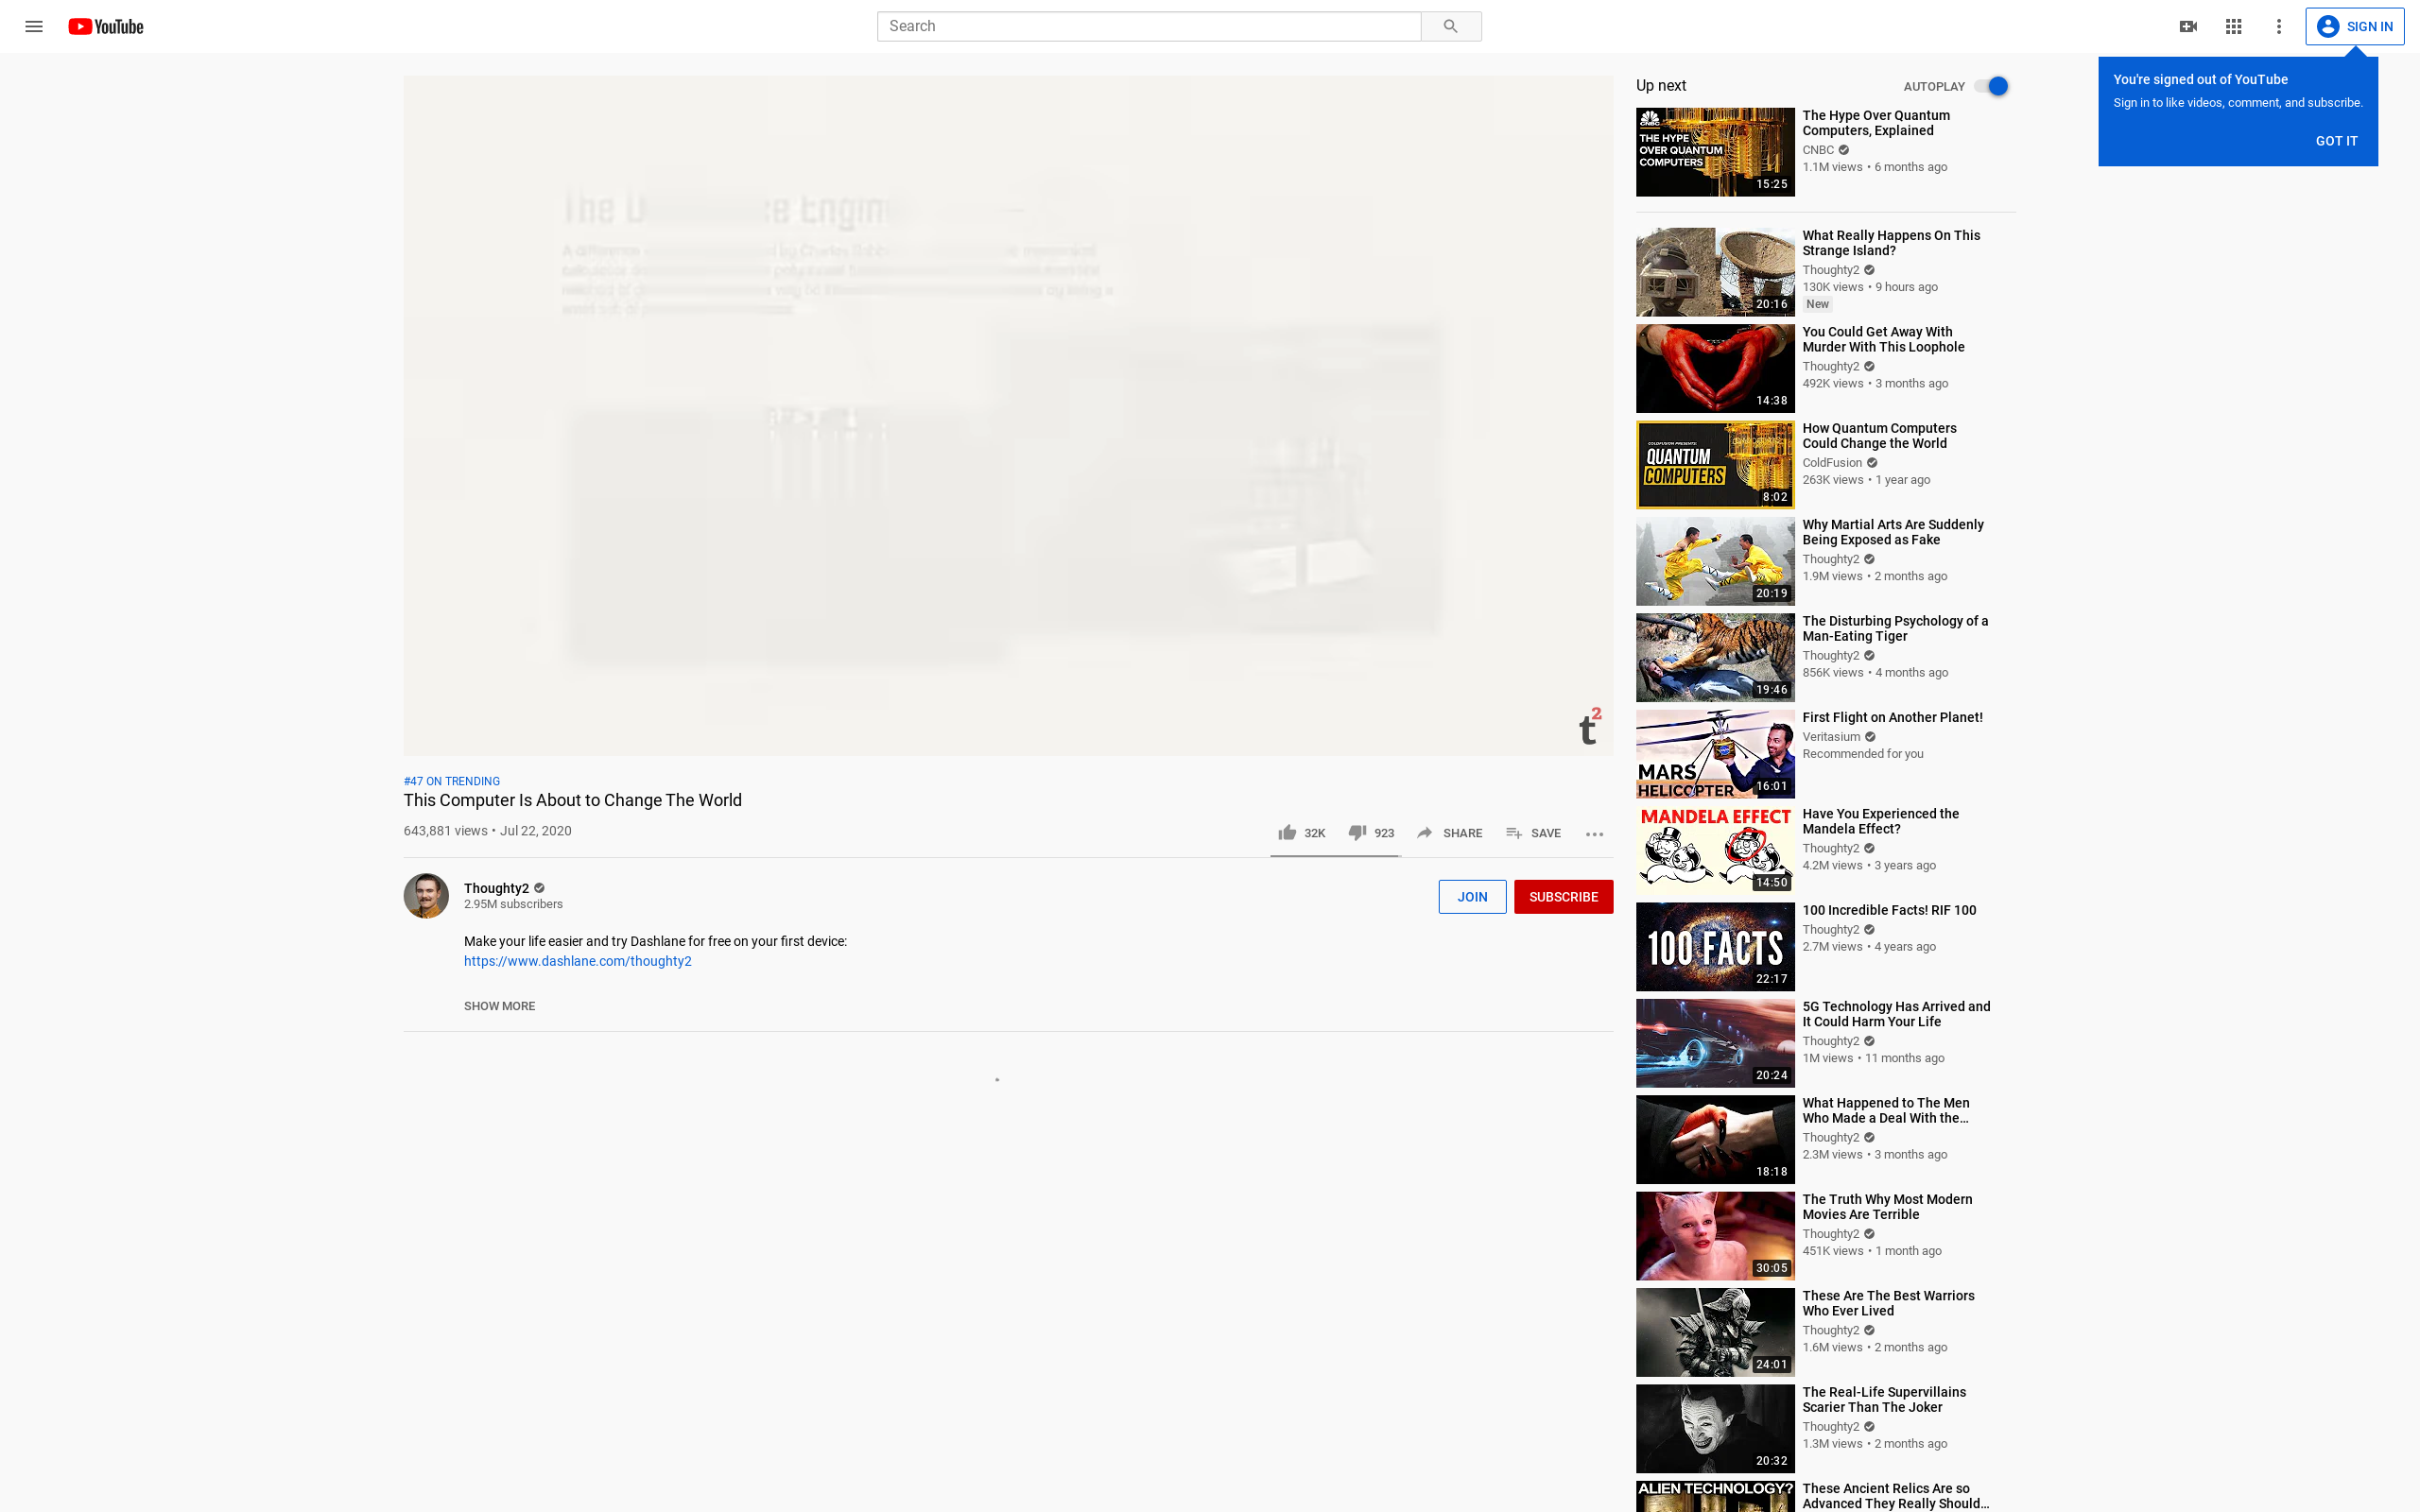 YouTube
Search
SIGN IN
You're signed out of YouTube
Sign in to like videos, comment, and subscribe.
GOT IT
The
Engin
A difference
by Charles
t²
#47 ON TRENDING
This Computer Is About to Change The World
643,881 views • Jul 22, 2020
32K
923
SHARE
SAVE
Thoughty2
2.95M subscribers
JOIN
SUBSCRIBE
Make your life easier and try Dashlane for free on your first device:
https://www.dashlane.com/thoughty2
SHOW MORE
Up next
AUTOPLAY
CNBC
THE HYPE
OVER QUANTUM
COMPUTERS
15:25
The Hype Over Quantum
Computers, Explained
CNBC
1.1M views • 6 months ago
20:16
What Really Happens On This
Strange Island?
Thoughty2
130K views • 9 hours ago
New
14:38
You Could Get Away With
Murder With This Loophole
Thoughty2
492K views • 3 months ago
COLDFUSION PRESENTS
QUANTUM
COMPUTERS
8:02
How Quantum Computers
Could Change the World
ColdFusion
263K views • 1 year ago
20:19
Why Martial Arts Are Suddenly
Being Exposed as Fake
Thoughty2
1.9M views • 2 months ago
19:46
The Disturbing Psychology of a
Man-Eating Tiger
Thoughty2
856K views • 4 months ago
MARS
HELICOPTER
16:01
First Flight on Another Planet!
Veritasium
Recommended for you
MANDELA EFFECT
14:50
Have You Experienced the
Mandela Effect?
Thoughty2
4.2M views • 3 years ago
100 FACTS
22:17
100 Incredible Facts! RIF 100
Thoughty2
2.7M views • 4 years ago
20:24
5G Technology Has Arrived and
It Could Harm Your Life
Thoughty2
1M views • 11 months ago
18:18
What Happened to The Men
Who Made a Deal With the…
Thoughty2
2.3M views • 3 months ago
30:05
The Truth Why Most Modern
Movies Are Terrible
Thoughty2
451K views • 1 month ago
24:01
These Are The Best Warriors
Who Ever Lived
Thoughty2
1.6M views • 2 months ago
20:32
The Real-Life Supervillains
Scarier Than The Joker
Thoughty2
1.3M views • 2 months ago
ALIEN TECHNOLOGY?
These Ancient Relics Are so
Advanced They Really Should…